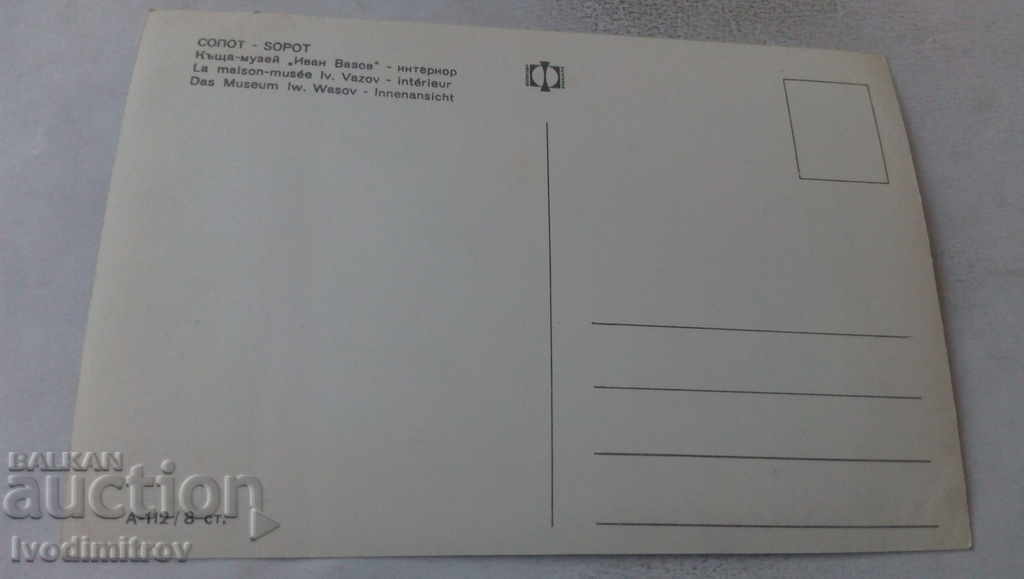 СОПОТ - SOPOT
Къща-музей „Иван Вазов" - интериор
La maison-musée Iv. Vazov - intérieur
Das Museum Iw. Wasov - Innenansicht
A-112/8 ст.
BALKAN
auction
Ivodimitrov